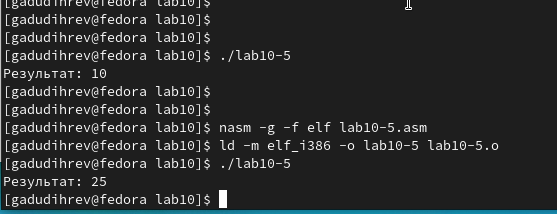 [gadudihrev@fedora lab10]$
[gadudihrev@fedora lab10]$
[gadudihrev@fedora lab10]$
[gadudihrev@fedora lab10]$ ./lab10-5
Результат: 10
[gadudihrev@fedora lab10]$
[gadudihrev@fedora lab10]$
[gadudihrev@fedora lab10]$ nasm -g -f elf lab10-5.asm
[gadudihrev@fedora lab10]$ ld -m elf_i386 -o lab10-5 lab10-5.o
[gadudihrev@fedora lab10]$ ./lab10-5
Результат: 25
[gadudihrev@fedora lab10]$